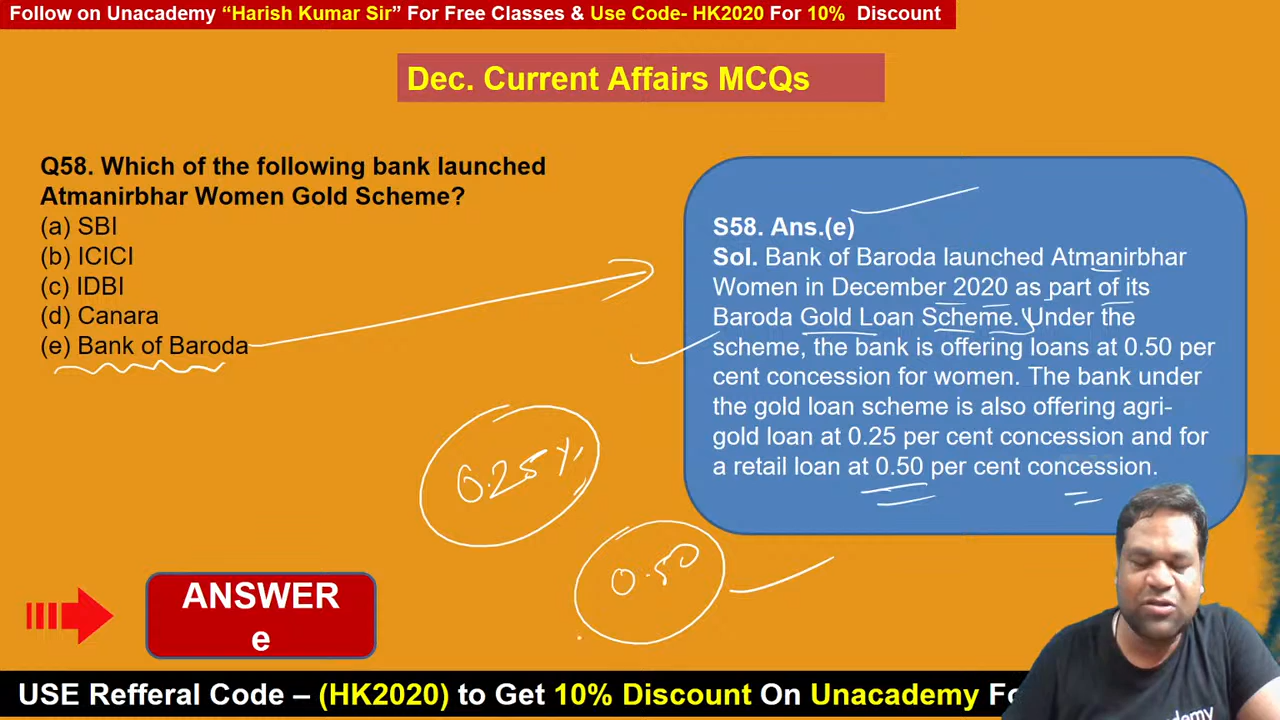 Follow on Unacademy “Harish Kumar Sir” For Free Classes & Use Code- HK2020 For 10% Discount
Dec. Current Affairs MCQs
Q58. Which of the following bank launched
Atmanirbhar Women Gold Scheme?
(a) SBI
(b) ICICI
(c) IDBI
(d) Canara
(e) Bank of Baroda
S58. Ans.(e)
Sol. Bank of Baroda launched Atmanirbhar
Women in December 2020 as part of its
Baroda Gold Loan Scheme. Under the
scheme, the bank is offering loans at 0.50 per
cent concession for women. The bank under
the gold loan scheme is also offering agri-
gold loan at 0.25 per cent concession and for
a retail loan at 0.50 per cent concession.
0.25%
0.50
ANSWER
e
USE Refferal Code – (HK2020) to Get 10% Discount On Unacademy Fo